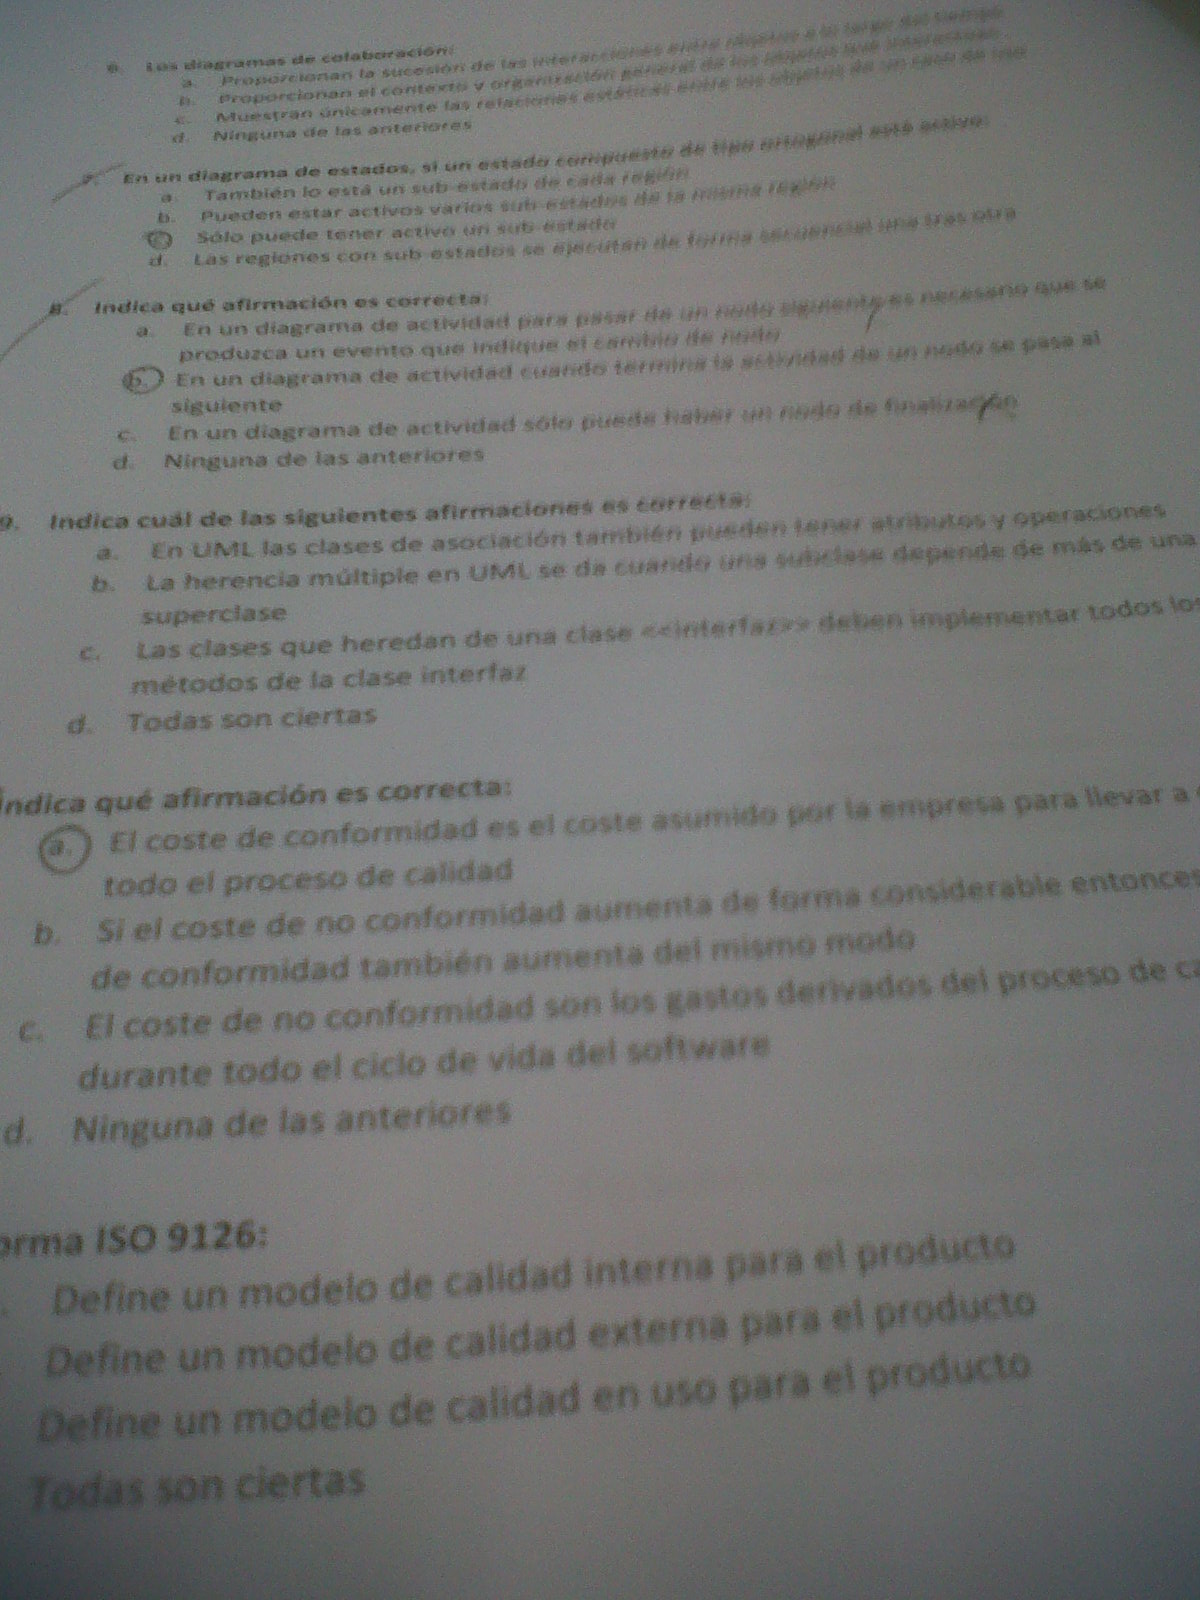 6. Los diagramas de colaboración:
a. Proporcionan la sucesión de las interacciones entre objetos a lo largo del tiempo
b. Proporcionan el contexto y organización general de los objetos que interactúan
c. Muestran únicamente las relaciones estáticas entre los objetos de un caso de uso
d. Ninguna de las anteriores
7. En un diagrama de estados, si un estado compuesto de tipo ortogonal está activo:
a. También lo está un sub-estado de cada región
b. Pueden estar activos varios sub-estados de la misma región
c. Sólo puede tener activo un sub-estado
d. Las regiones con sub-estados se ejecutan de forma secuencial una tras otra
8. Indica qué afirmación es correcta:
a. En un diagrama de actividad para pasar de un nodo siguiente es necesario que se
produzca un evento que indique el cambio de nodo
b. En un diagrama de actividad cuando termina la actividad de un nodo se pasa al
siguiente
c. En un diagrama de actividad sólo puede haber un nodo de finalización
d. Ninguna de las anteriores
9. Indica cuál de las siguientes afirmaciones es correcta:
a. En UML las clases de asociación también pueden tener atributos y operaciones
b. La herencia múltiple en UML se da cuando una subclase depende de más de una
superclase
c. Las clases que heredan de una clase <<interfaz>> deben implementar todos los
métodos de la clase interfaz
d. Todas son ciertas
Indica qué afirmación es correcta:
a. El coste de conformidad es el coste asumido por la empresa para llevar a
todo el proceso de calidad
b. Si el coste de no conformidad aumenta de forma considerable entonces
de conformidad también aumenta del mismo modo
c. El coste de no conformidad son los gastos derivados del proceso de ca
durante todo el ciclo de vida del software
d. Ninguna de las anteriores
orma ISO 9126:
Define un modelo de calidad interna para el producto
Define un modelo de calidad externa para el producto
Define un modelo de calidad en uso para el producto
Todas son ciertas